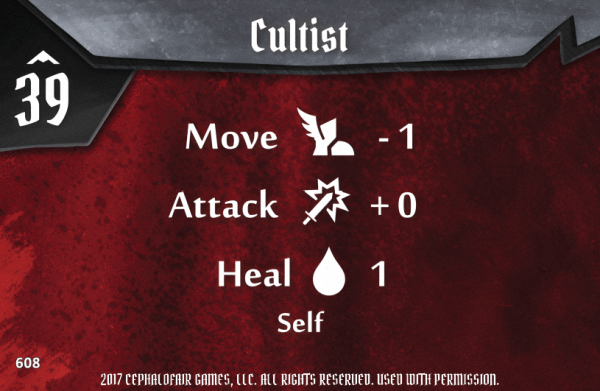 Cultist
39
Move - 1
Attack + 0
Heal 1
Self
608
2017 CEPHALOFAIR GAMES, LLC. ALL RIGHTS RESERVED. USED WITH PERMISSION.